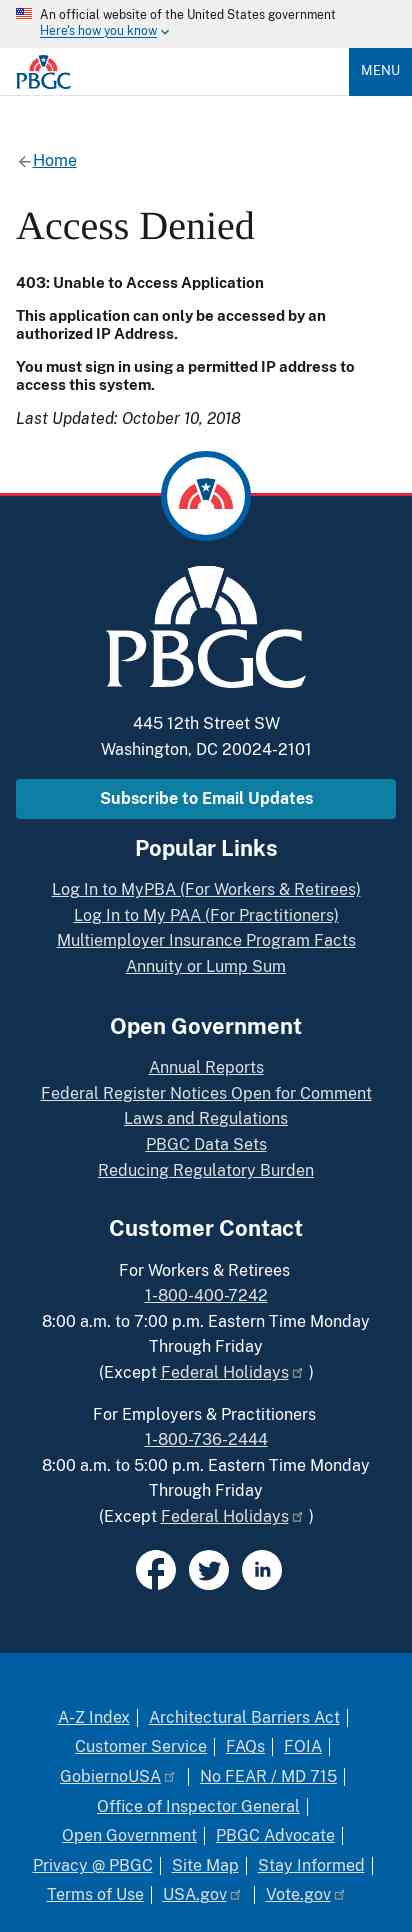 An official website of the United States government
Here's how you know
PBGC
MENU
Home
Access Denied
403: Unable to Access Application
This application can only be accessed by an
authorized IP Address.
You must sign in using a permitted IP address to
access this system.
Last Updated: October 10, 2018
PBGC
445 12th Street SW
Washington, DC 20024-2101
Subscribe to Email Updates
Popular Links
Log In to MyPBA (For Workers & Retirees)
Log In to My PAA (For Practitioners)
Multiemployer Insurance Program Facts
Annuity or Lump Sum
Open Government
Annual Reports
Federal Register Notices Open for Comment
Laws and Regulations
PBGC Data Sets
Reducing Regulatory Burden
Customer Contact
For Workers & Retirees
1-800-400-7242
8:00 a.m. to 7:00 p.m. Eastern Time Monday
Through Friday
(Except Federal Holidays )
For Employers & Practitioners
1-800-736-2444
8:00 a.m. to 5:00 p.m. Eastern Time Monday
Through Friday
(Except Federal Holidays )
in
A-Z Index | Architectural Barriers Act |
Customer Service | FAQs | FOIA |
GobiernoUSA | No FEAR / MD 715 |
Office of Inspector General |
Open Government | PBGC Advocate |
Privacy @ PBGC | Site Map | Stay Informed |
Terms of Use | USA.gov | Vote.gov